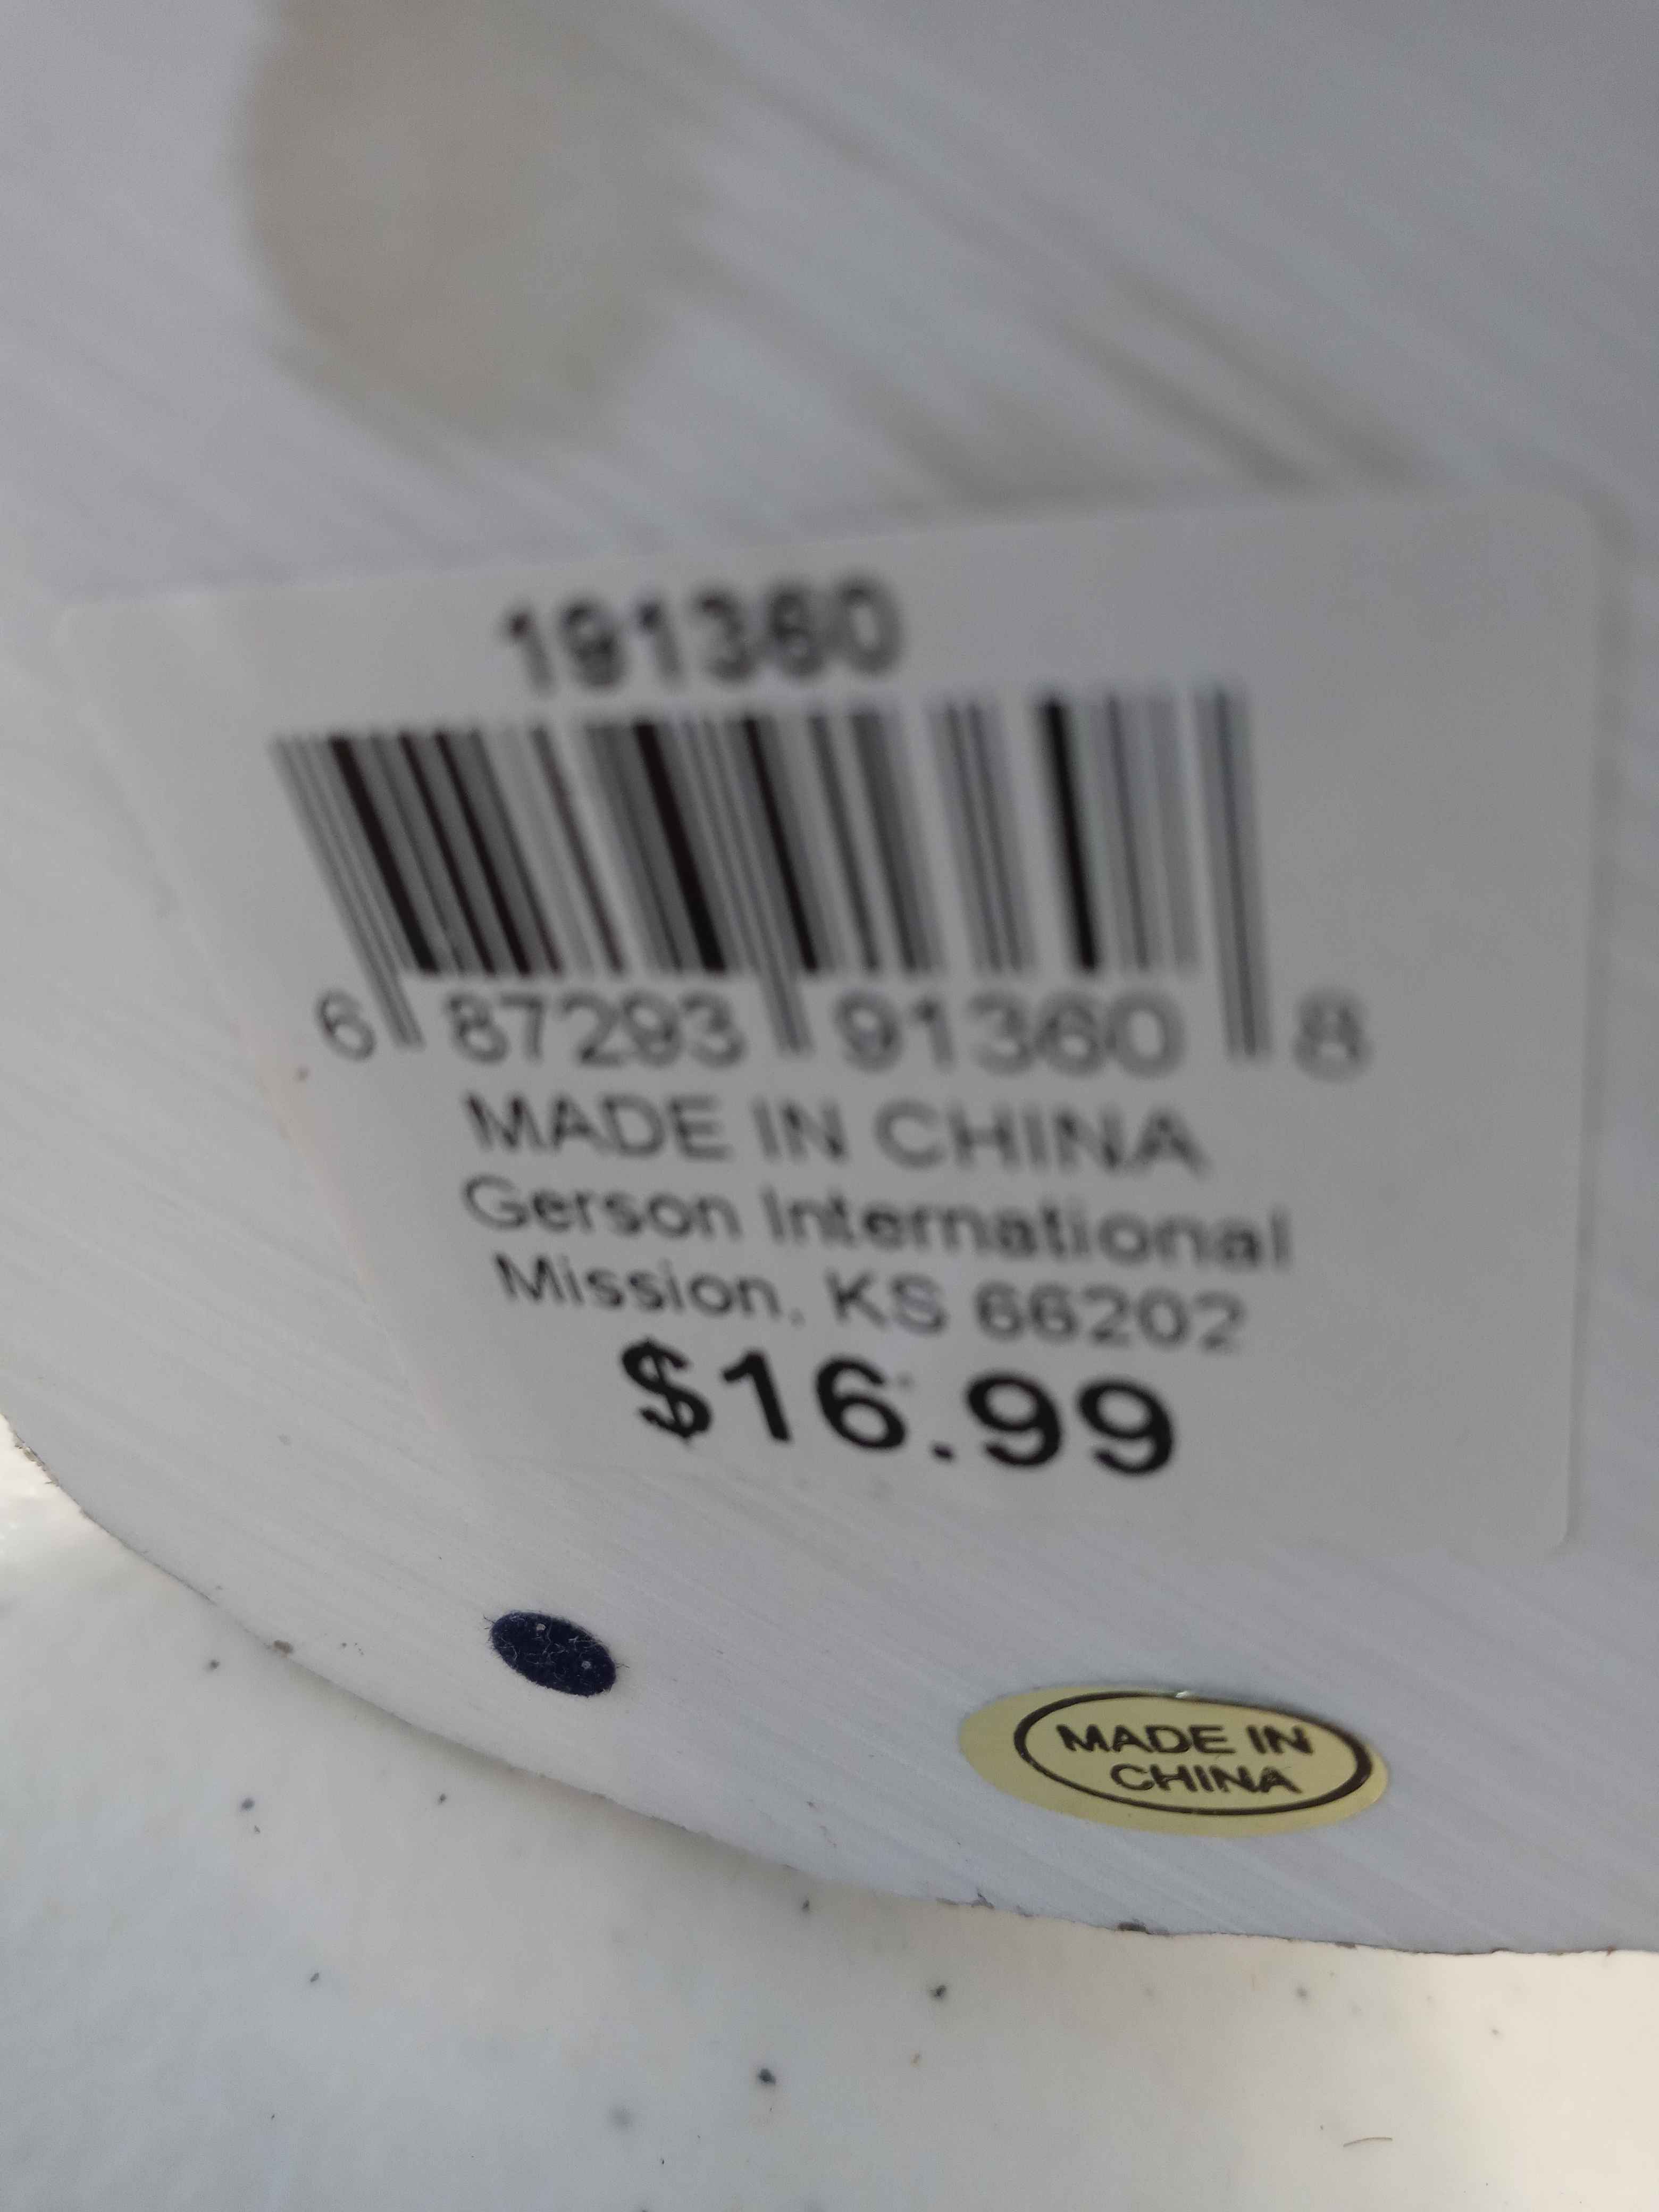 191360
6 87293 91360 8
MADE IN CHINA
Gerson International
Mission, KS 66202
$16.99
MADE IN
CHINA